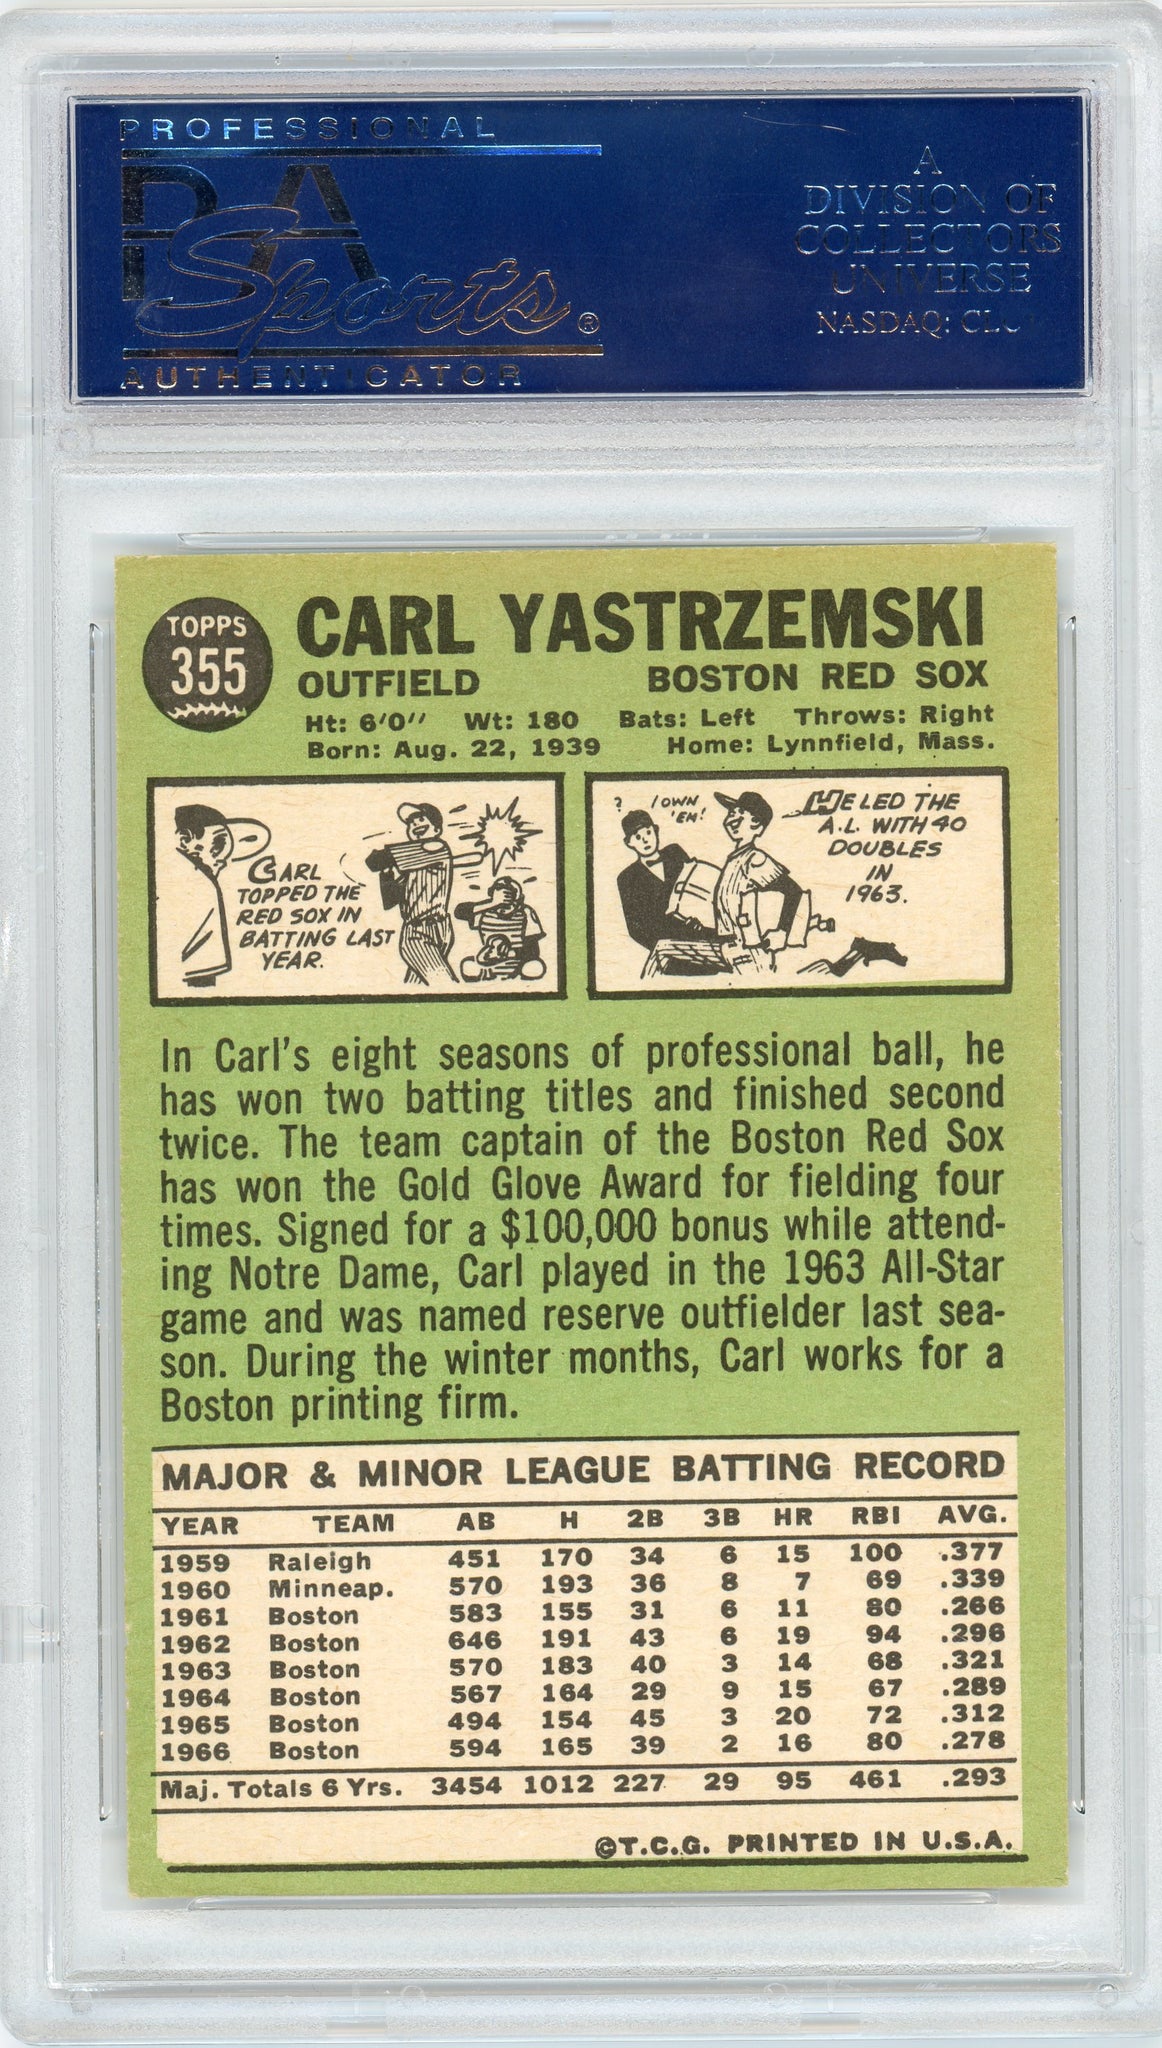 PROFESSIONAL
PSA
Sports®
AUTHENTICATOR
A
DIVISION OF
COLLECTORS
UNIVERSE
NASDAQ:
TOPPS
355
CARL YASTRZEMSKI
OUTFIELD BOSTON RED SOX
Ht: 6'0'' Wt: 180 Bats: Left Throws: Right
Born: Aug. 22, 1939 Home: Lynnfield, Mass.
CARL
TOPPED THE
RED SOX IN
BATTING LAST
YEAR.
?
I OWN
'EM!
HE LED THE
A.L. WITH 40
DOUBLES
IN
1963.
In Carl's eight seasons of professional ball, he
has won two batting titles and finished second
twice. The team captain of the Boston Red Sox
has won the Gold Glove Award for fielding four
times. Signed for a $100,000 bonus while attend-
ing Notre Dame, Carl played in the 1963 All-Star
game and was named reserve outfielder last sea-
son. During the winter months, Carl works for a
Boston printing firm.
MAJOR & MINOR LEAGUE BATTING RECORD
YEAR TEAM AB H 2B 3B HR RBI AVG.
1959 Raleigh 451 170 34 6 15 100 .377
1960 Minneap. 570 193 36 8 7 69 .339
1961 Boston 583 155 31 6 11 80 .266
1962 Boston 646 191 43 6 19 94 .296
1963 Boston 570 183 40 3 14 68 .321
1964 Boston 567 164 29 9 15 67 .289
1965 Boston 494 154 45 3 20 72 .312
1966 Boston 594 165 39 2 16 80 .278
Maj. Totals 6 Yrs. 3454 1012 227 29 95 461 .293
©T.C.G. PRINTED IN U.S.A.